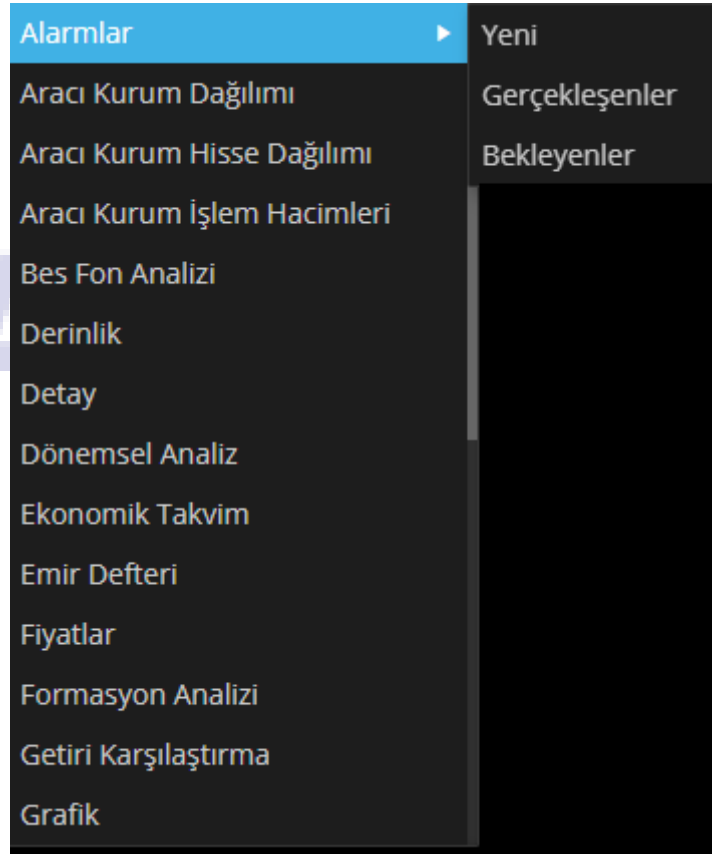 Alarmlar
Yeni
Gerçekleşenler
Bekleyenler
Aracı Kurum Dağılımı
Aracı Kurum Hisse Dağılımı
Aracı Kurum İşlem Hacimleri
Bes Fon Analizi
Derinlik
Detay
Dönemsel Analiz
Ekonomik Takvim
Emir Defteri
Fiyatlar
Formasyon Analizi
Getiri Karşılaştırma
Grafik